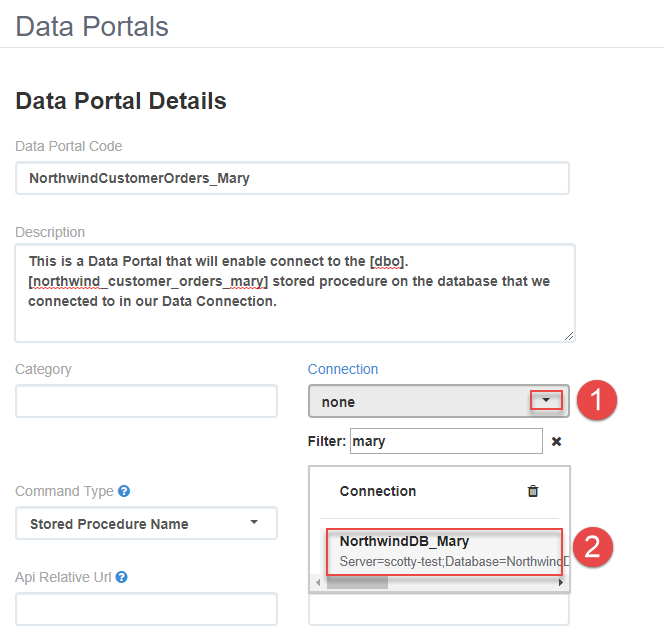 Data Portals
Data Portal Details
Data Portal Code
NorthwindCustomerOrders_Mary
Description
This is a Data Portal that will enable connect to the [dbo].
[northwind_customer_orders_mary] stored procedure on the database that we
connected to in our Data Connection.
Category
Connection
none
1
Filter: mary
Command Type
Connection
Stored Procedure Name
NorthwindDB_Mary
2
Server=scotty-test;Database=NorthwindD
Api Relative Url